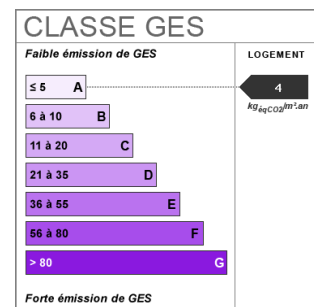 CLASSE GES
Faible émission de GES
LOGEMENT
≤ 5 A
4
kgéqCO2/m².an
6 à 10 B
11 à 20 C
21 à 35 D
36 à 55 E
56 à 80 F
> 80 G
Forte émission de GES